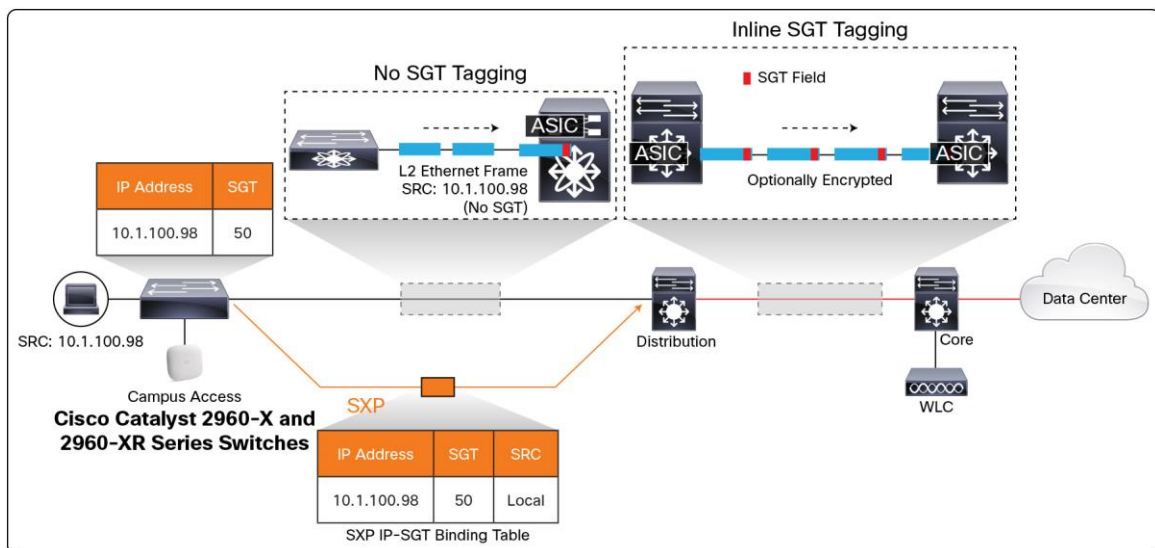 Inline SGT Tagging
No SGT Tagging
SGT Field
ASIC
ASIC
ASIC
L2 Ethernet Frame
SRC: 10.1.100.98
(No SGT)
Optionally Encrypted
IP Address SGT
10.1.100.98 50
SRC: 10.1.100.98
Distribution
Core
Data Center
Campus Access
Cisco Catalyst 2960-X and
2960-XR Series Switches
SXP
WLC
IP Address SGT SRC
10.1.100.98 50 Local
SXP IP-SGT Binding Table